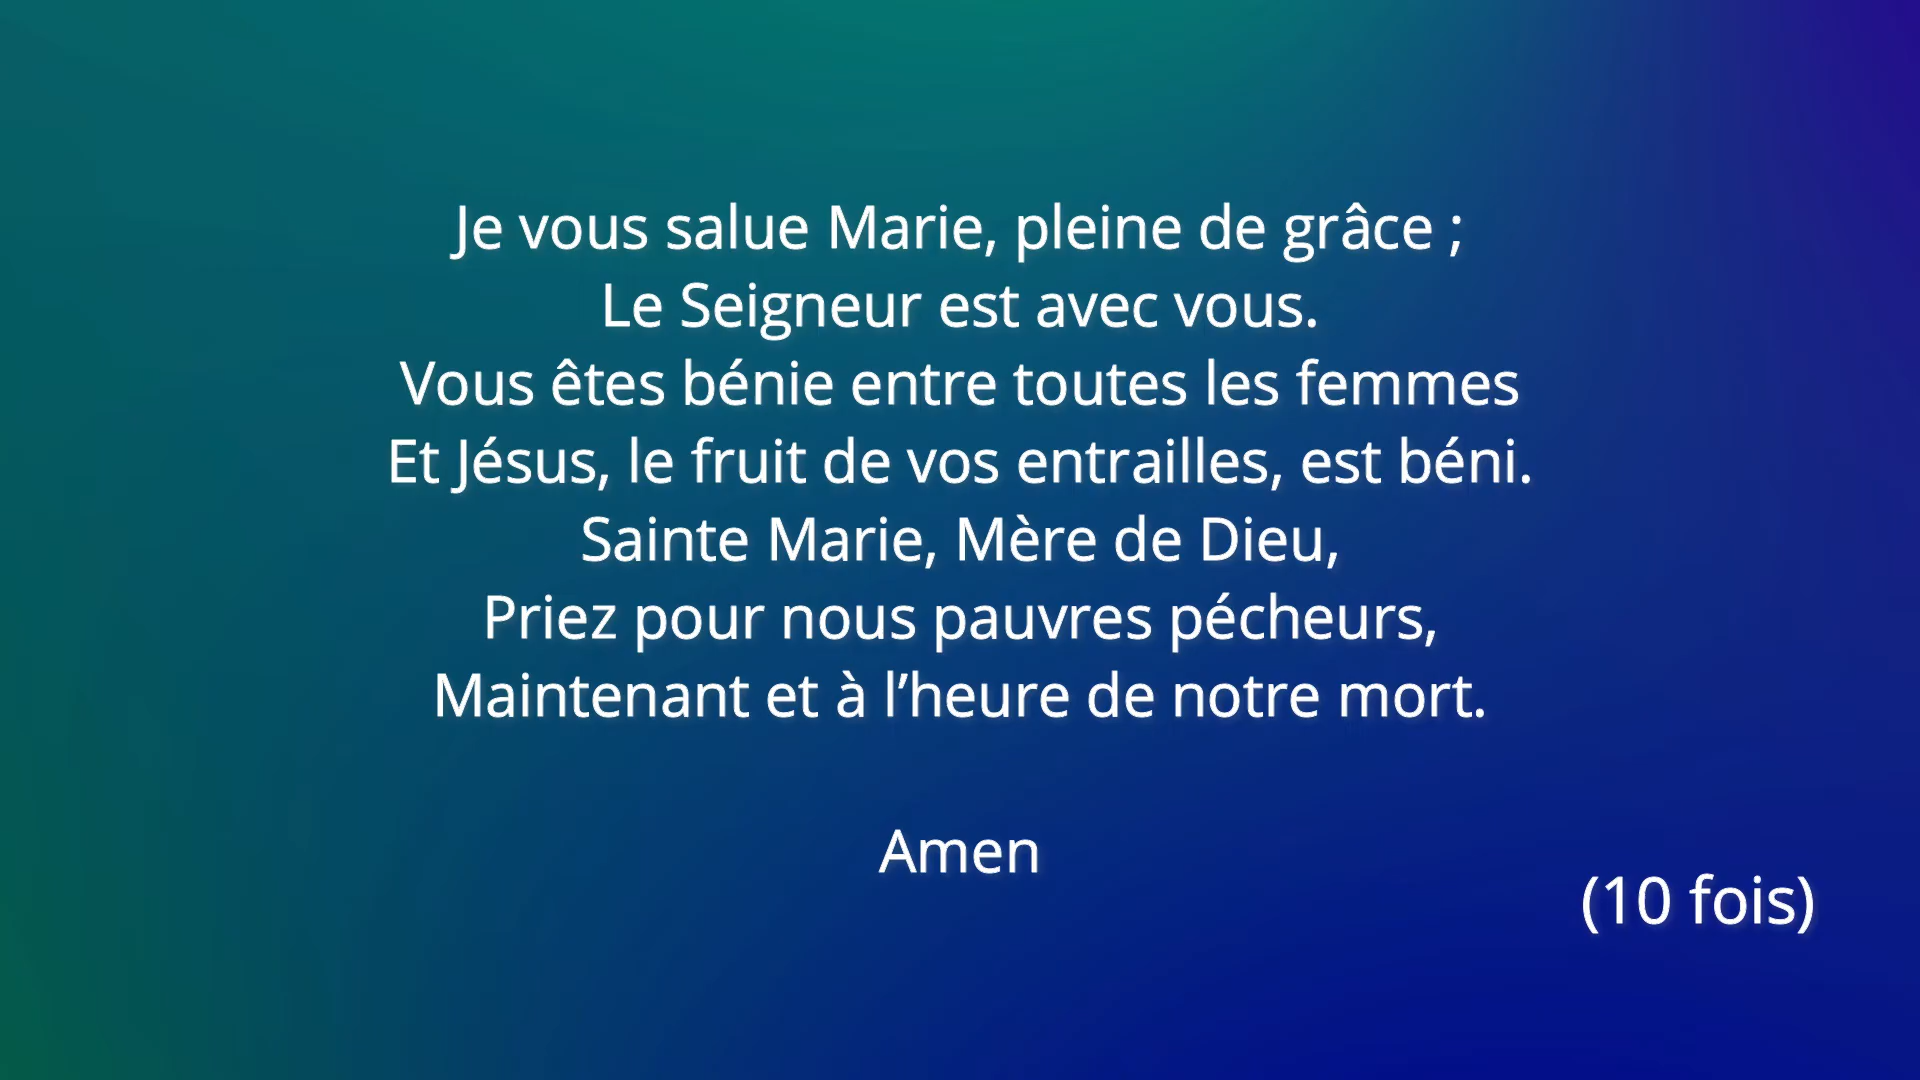 Je vous salue Marie, pleine de grâce ;
Le Seigneur est avec vous.
Vous êtes bénie entre toutes les femmes
Et Jésus, le fruit de vos entrailles, est béni.
Sainte Marie, Mère de Dieu,
Priez pour nous pauvres pécheurs,
Maintenant et à l’heure de notre mort.
Amen
(10 fois)